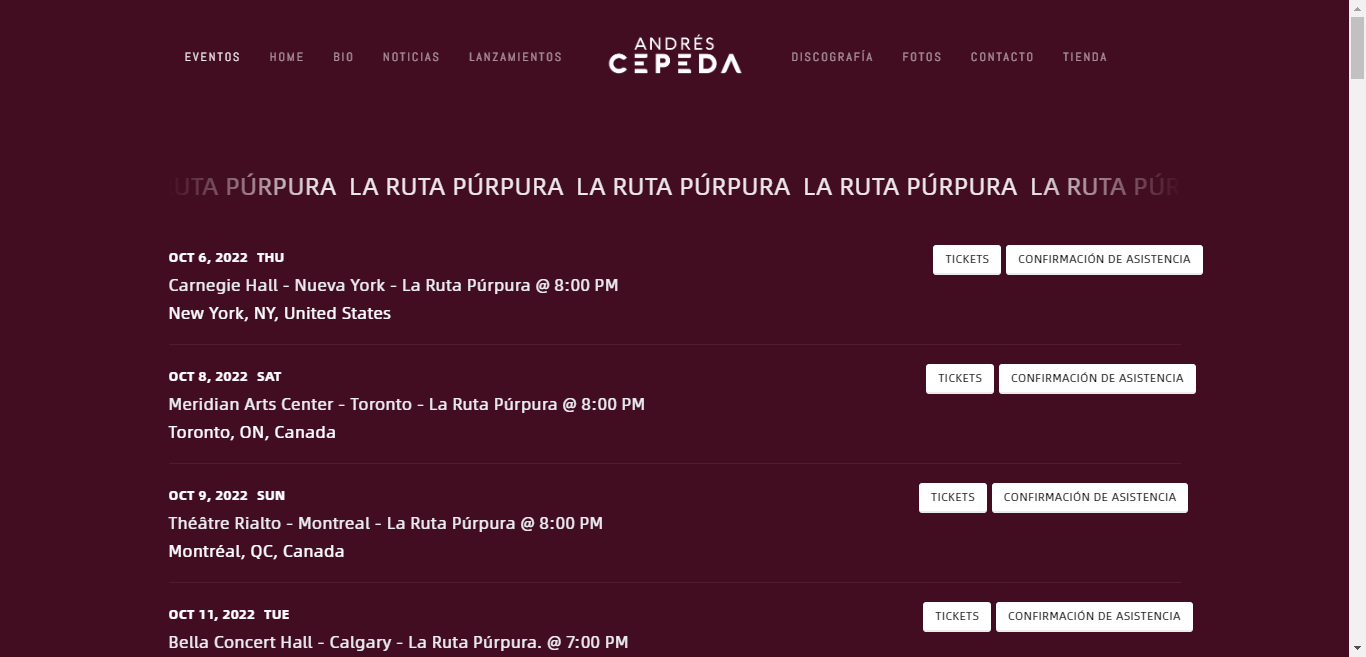 EVENTOS HOME BIO NOTICIAS LANZAMIENTOS ANDRÉS CEPEDA DISCOGRAFÍA FOTOS CONTACTO TIENDA
RUTA PÚRPURA LA RUTA PÚRPURA LA RUTA PÚRPURA LA RUTA PÚRPURA LA RUTA PÚR
OCT 6, 2022 THU
TICKETS CONFIRMACIÓN DE ASISTENCIA
Carnegie Hall - Nueva York - La Ruta Púrpura @ 8:00 PM
New York, NY, United States
OCT 8, 2022 SAT
TICKETS CONFIRMACIÓN DE ASISTENCIA
Meridian Arts Center - Toronto - La Ruta Púrpura @ 8:00 PM
Toronto, ON, Canada
OCT 9, 2022 SUN
TICKETS CONFIRMACIÓN DE ASISTENCIA
Théâtre Rialto - Montreal - La Ruta Púrpura @ 8:00 PM
Montréal, QC, Canada
OCT 11, 2022 TUE
TICKETS CONFIRMACIÓN DE ASISTENCIA
Bella Concert Hall - Calgary - La Ruta Púrpura. @ 7:00 PM